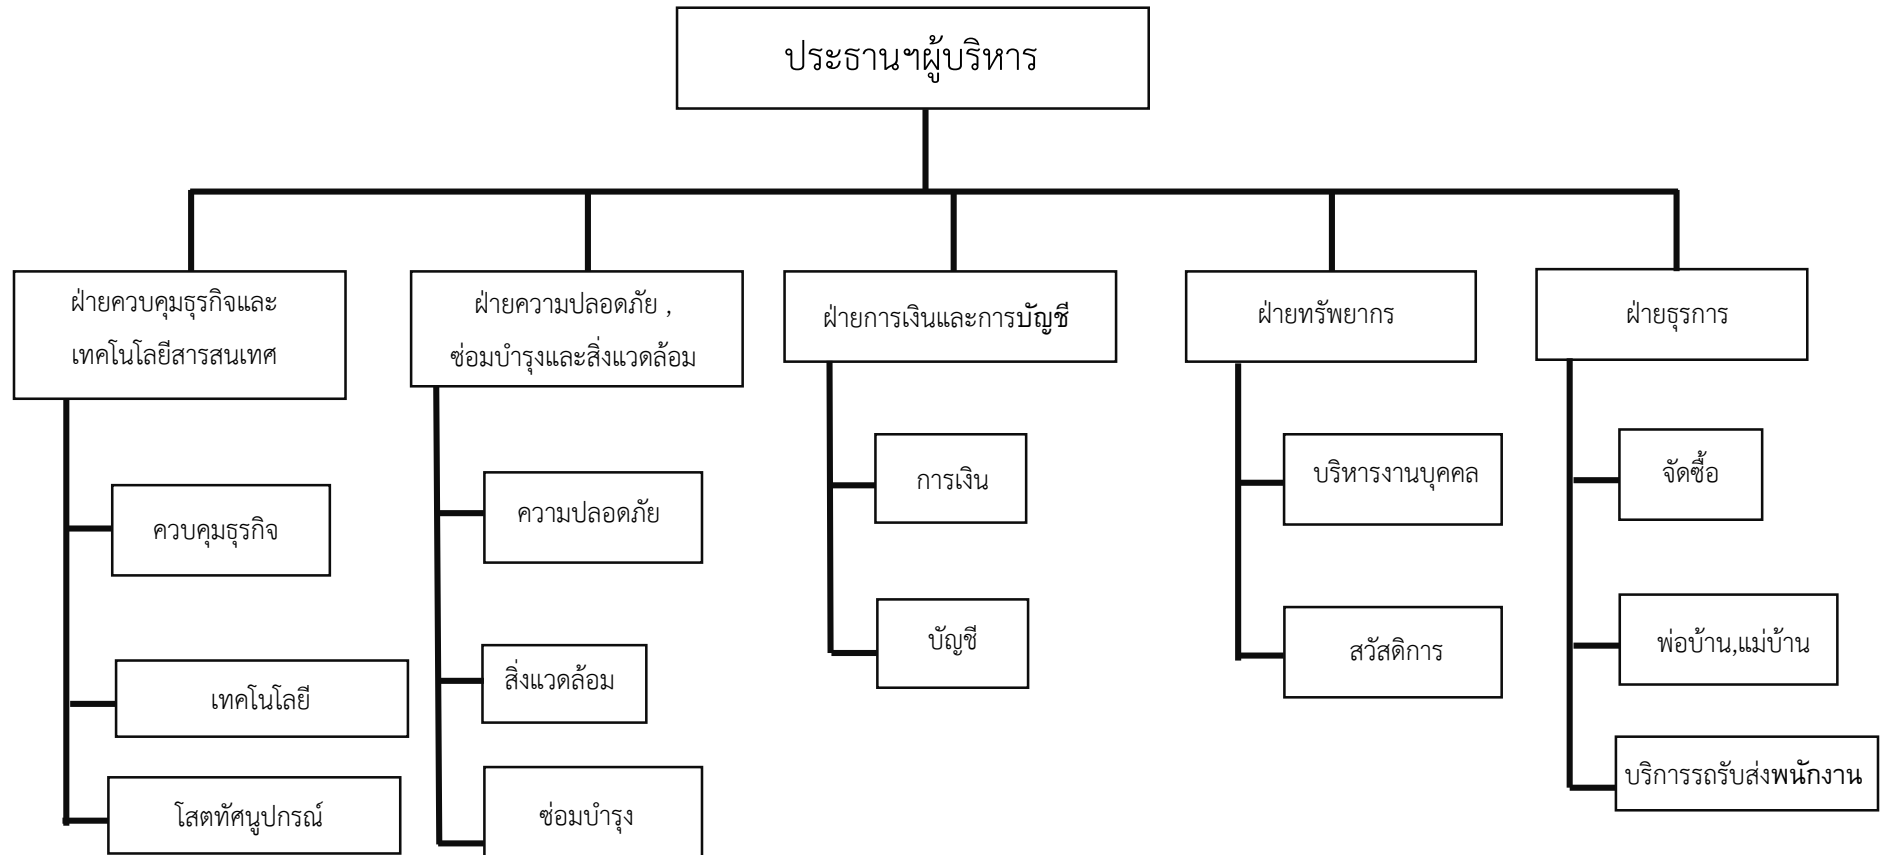 ประธานฯผู้บริหาร
ฝ่ายควบคุมธุรกิจและ
เทคโนโลยีสารสนเทศ
ฝ่ายความปลอดภัย ,
ซ่อมบำรุงและสิ่งแวดล้อม
ฝ่ายการเงินและการบัญชี
ฝ่ายทรัพยากร
ฝ่ายธุรการ
ควบคุมธุรกิจ
เทคโนโลยี
โสตทัศนูปกรณ์
ความปลอดภัย
สิ่งแวดล้อม
ซ่อมบำรุง
การเงิน
บัญชี
บริหารงานบุคคล
สวัสดิการ
จัดซื้อ
พ่อบ้าน,แม่บ้าน
บริการรถรับส่งพนักงาน